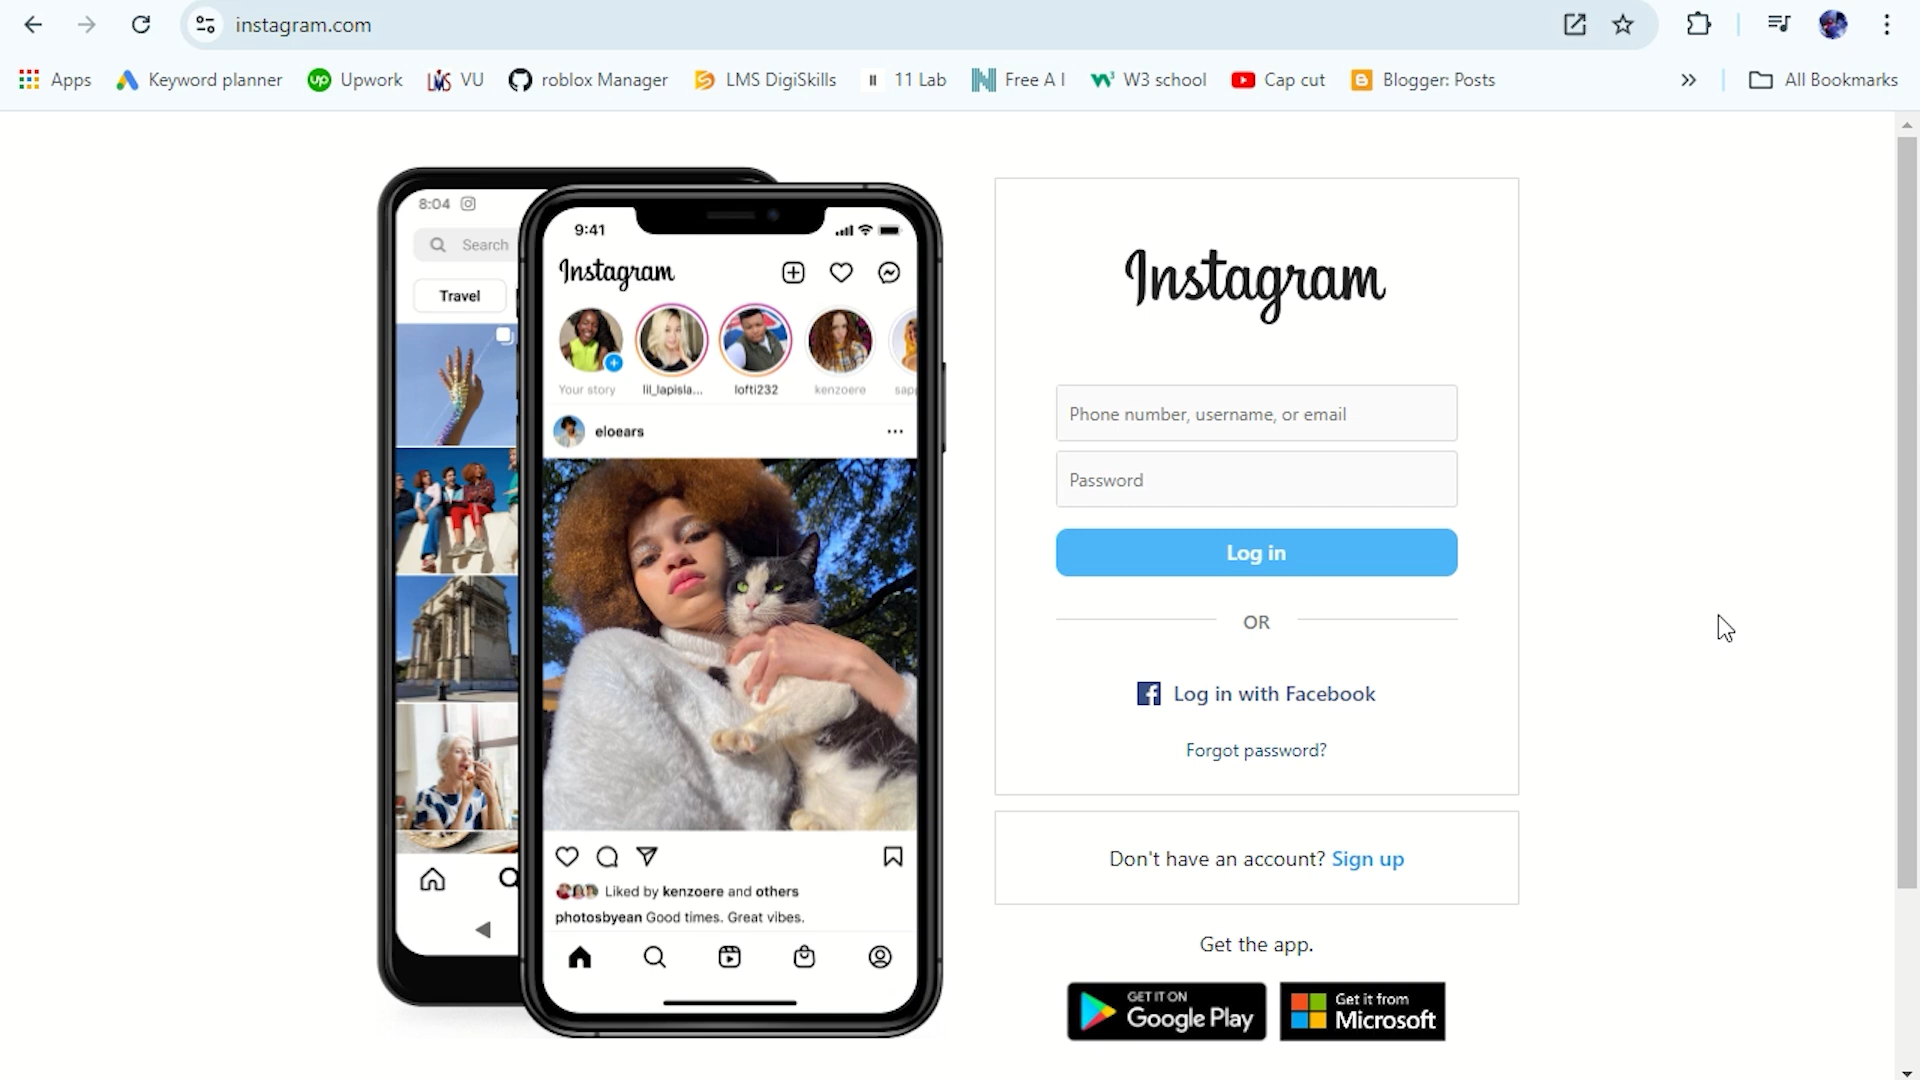 instagram.com
Apps Keyword planner Upwork VU roblox Manager LMS DigiSkills 11 Lab Free A I W3 school Cap cut Blogger: Posts All Bookmarks
8:04
Search
Travel
9:41
Instagram
Your story lil_lapisla... lofti232 kenzoere sap
eloears
Liked by kenzoere and others
photosbyean Good times. Great vibes.
Instagram
Phone number, username, or email
Password
Log in
OR
Log in with Facebook
Forgot password?
Don't have an account? Sign up
Get the app.
GET IT ON
Google Play
Get it from
Microsoft